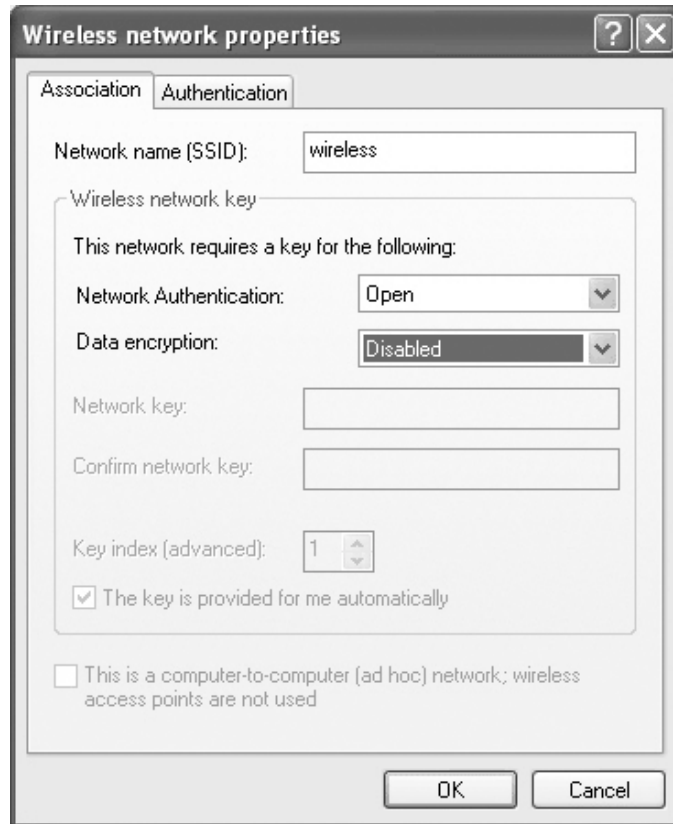 Wireless network properties
Association Authentication
Network name (SSID): wireless
Wireless network key
This network requires a key for the following:
Network Authentication: Open
Data encryption: Disabled
Network key:
Confirm network key:
Key index (advanced): 1
The key is provided for me automatically
This is a computer-to-computer (ad hoc) network; wireless
access points are not used
OK Cancel